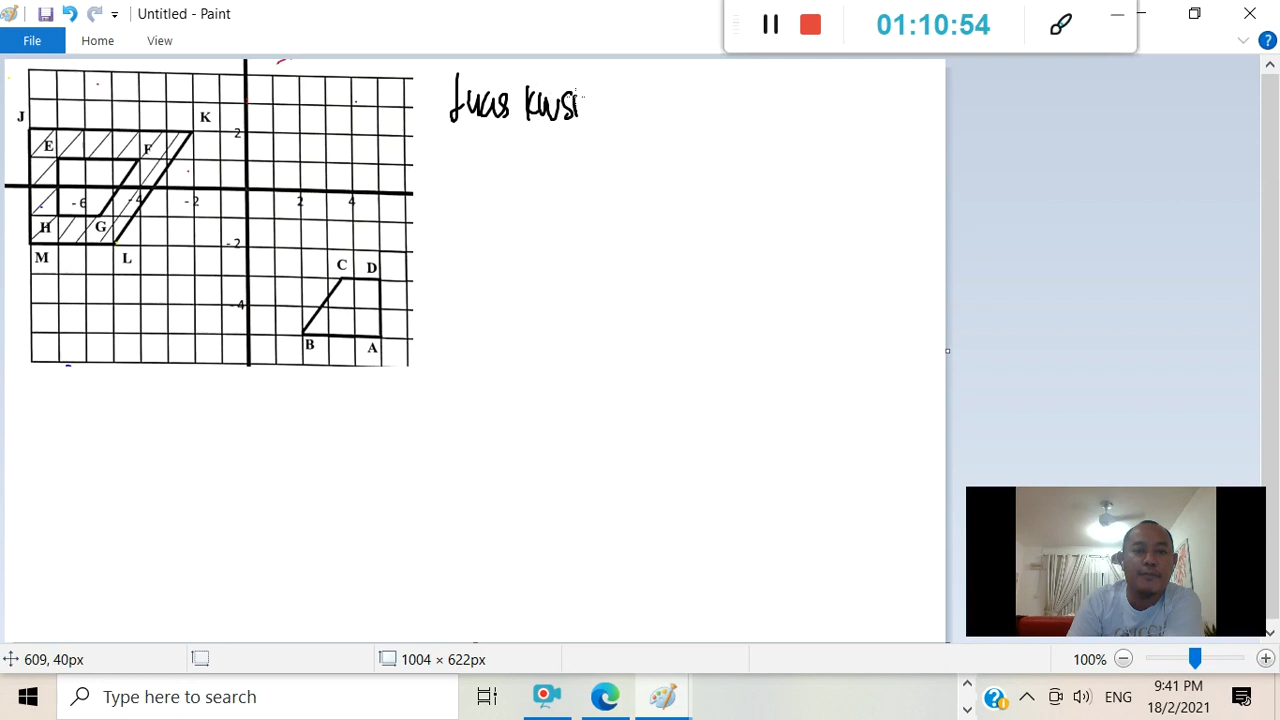 Untitled - Paint
01:10:54
File
Home
View
J
K
2
E
F
- 6
- 4
- 2
2
4
H
G
- 2
M
L
C
D
- 4
B
A
Luas kwsn
609, 40px
1004 × 622px
100%
Type here to search
ENG
9:41 PM
18/2/2021